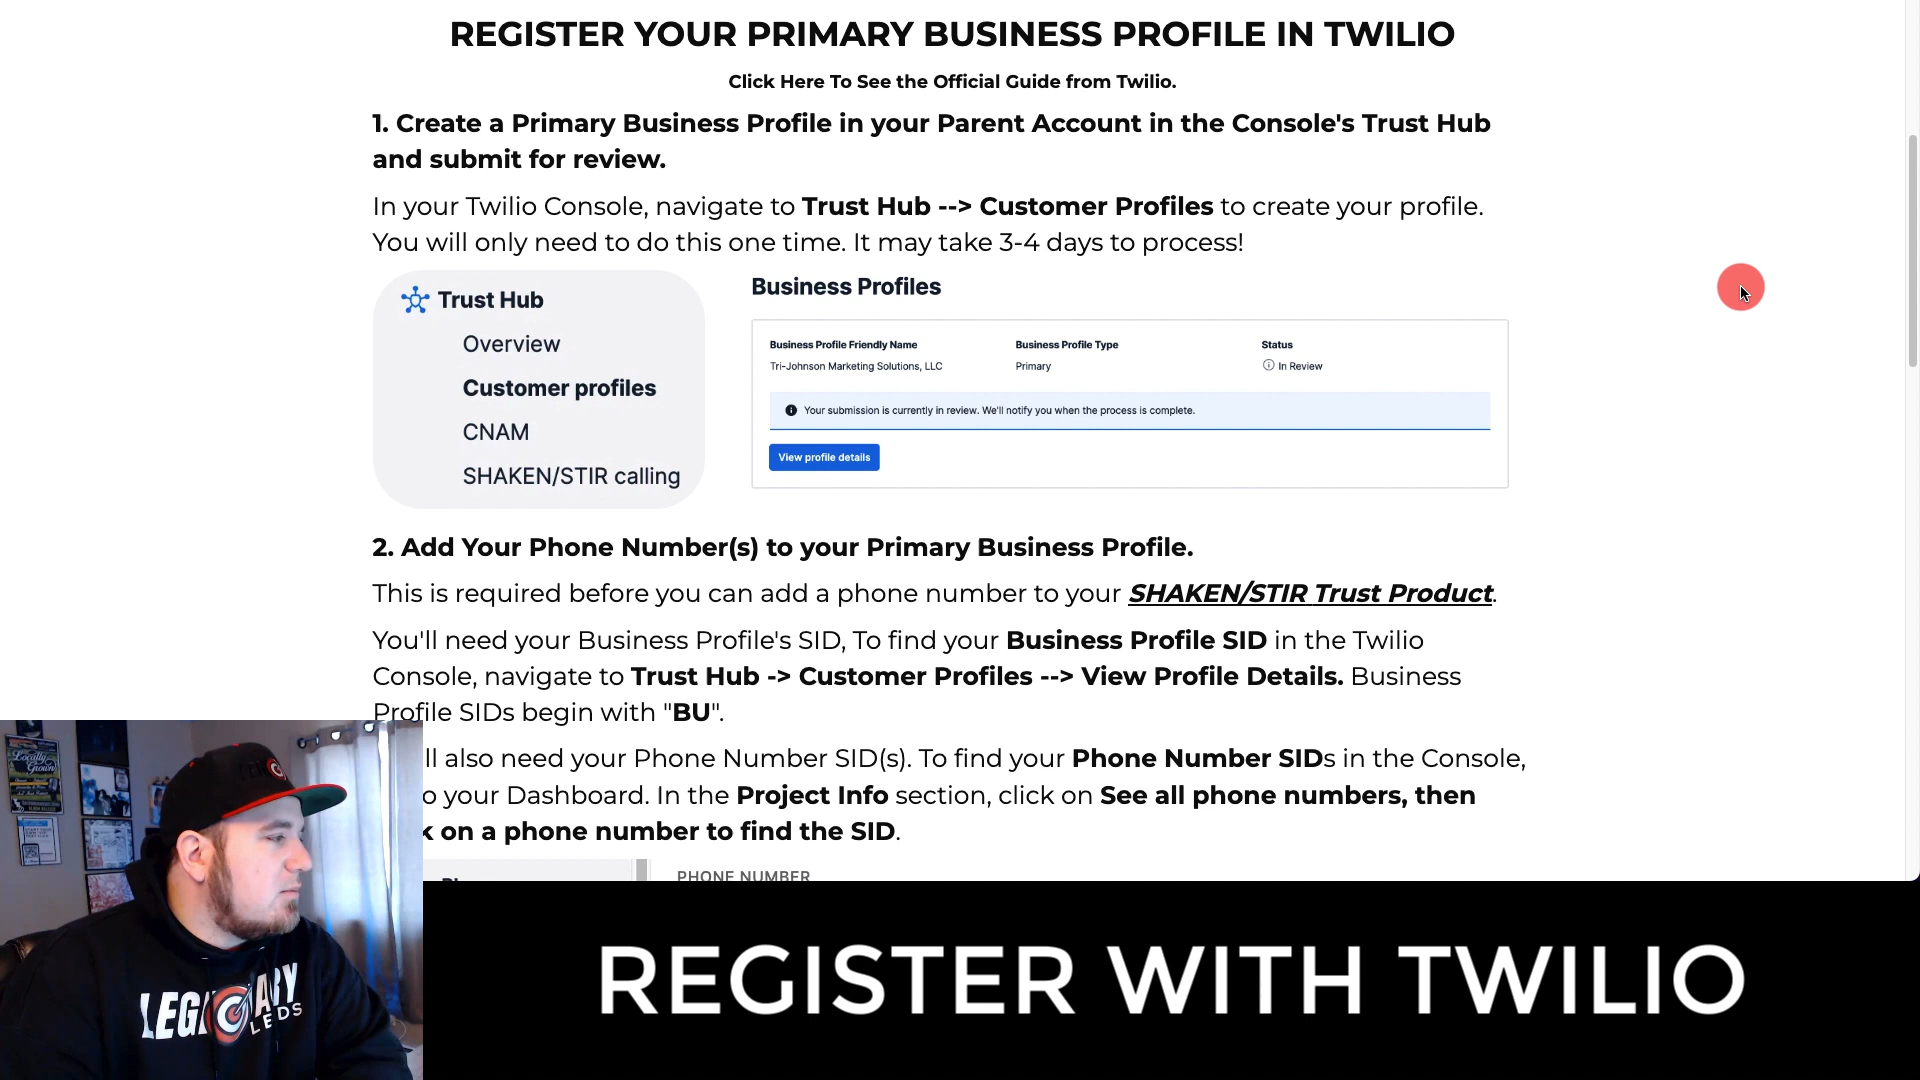 REGISTER YOUR PRIMARY BUSINESS PROFILE IN TWILIO
Click Here To See the Official Guide from Twilio.
1. Create a Primary Business Profile in your Parent Account in the Console's Trust Hub
and submit for review.
In your Twilio Console, navigate to Trust Hub --> Customer Profiles to create your profile.
You will only need to do this one time. It may take 3-4 days to process!
Trust Hub
Overview
Customer profiles
CNAM
SHAKEN/STIR calling
Business Profiles
Business Profile Friendly Name Business Profile Type Status
Tri-Johnson Marketing Solutions, LLC Primary In Review
Your submission is currently in review. We'll notify you when the process is complete.
View profile details
2. Add Your Phone Number(s) to your Primary Business Profile.
This is required before you can add a phone number to your SHAKEN/STIR Trust Product.
You'll need your Business Profile's SID, To find your Business Profile SID in the Twilio
Console, navigate to Trust Hub -> Customer Profiles --> View Profile Details. Business
Profile SIDs begin with "BU".
ll also need your Phone Number SID(s). To find your Phone Number SIDs in the Console,
o your Dashboard. In the Project Info section, click on See all phone numbers, then
k on a phone number to find the SID.
PHONE NUMBER
Locally
Grown
LEGENDARY
LEDS
REGISTER WITH TWILIO